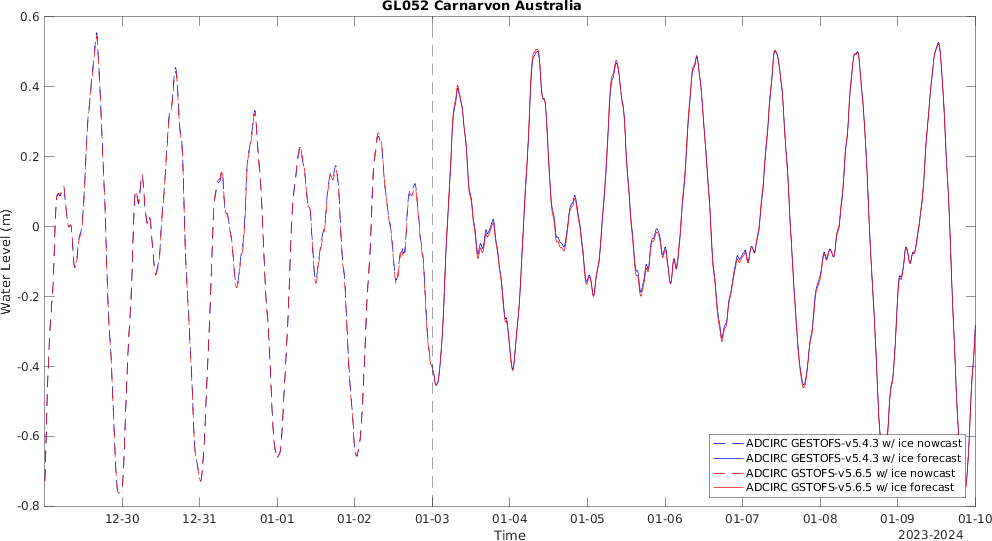 GL052 Carnarvon Australia
0.6
0.4
0.2
0
-0.2
-0.4
-0.6
-0.8
Water Level (m)
ADCIRC GESTOFS-v5.4.3 w/ ice nowcast
ADCIRC GESTOFS-v5.4.3 w/ ice forecast
ADCIRC GSTOFS-v5.6.5 w/ ice nowcast
ADCIRC GSTOFS-v5.6.5 w/ ice forecast
12-30 12-31 01-01 01-02 01-03 01-04 01-05 01-06 01-07 01-08 01-09 01-10
Time
2023-2024